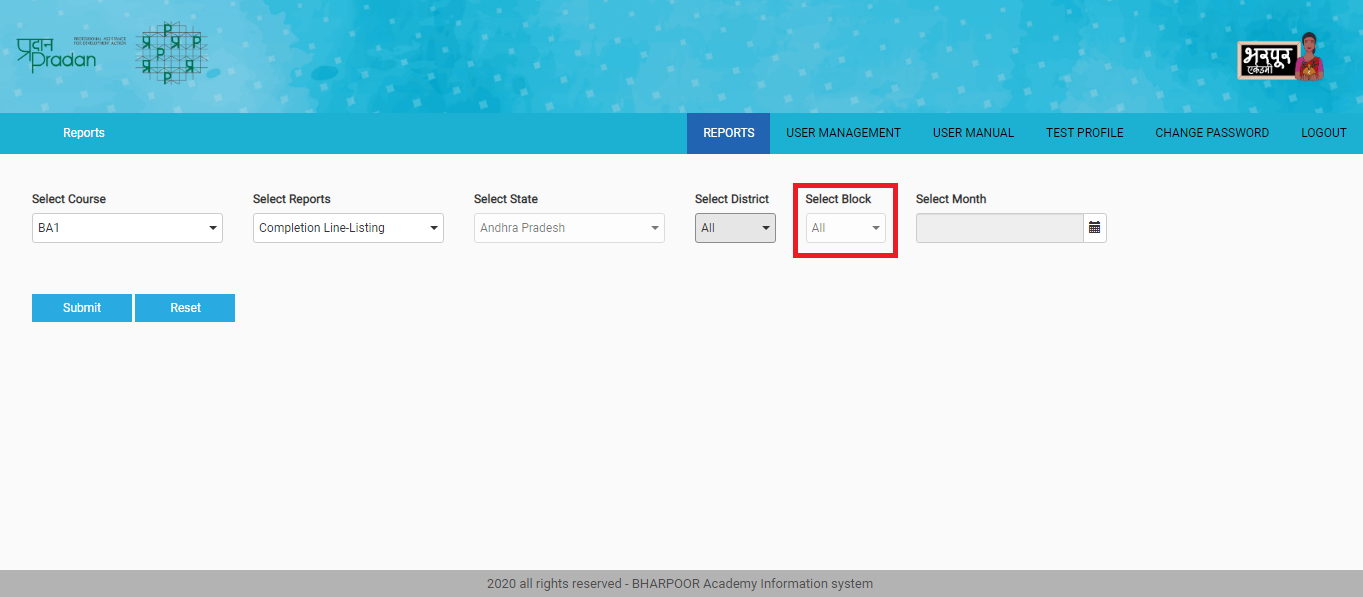 प्रदान
Pradan
PROFESSIONAL ASSISTANCE
FOR DEVELOPMENT ACTION
P
प्र P प्र P
प्र P प्र
P
भरपूर
एकेडमी
Reports
REPORTS
USER MANAGEMENT
USER MANUAL
TEST PROFILE
CHANGE PASSWORD
LOGOUT
Select Course
BA1
Select Reports
Completion Line-Listing
Select State
Andhra Pradesh
Select District
All
Select Block
All
Select Month
Submit
Reset
2020 all rights reserved - BHARPOOR Academy Information system